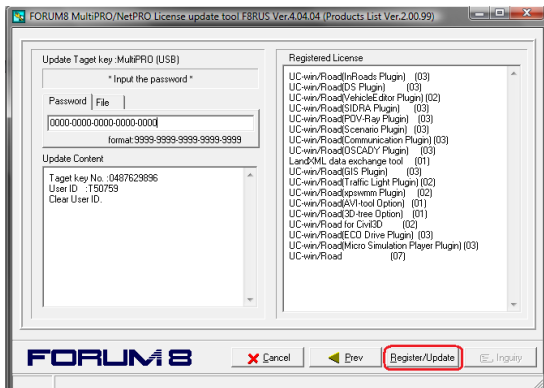 FORUM8 MultiPRO/NetPRO License update tool F8RUS Ver.4.04.04 (Products List Ver.2.00.99)
Update Taget key :MultiPRO (USB)
* Input the password *
Password
File
0000-0000-0000-0000-0000
format:9999-9999-9999-9999-9999
Update Content
Taget key No. :0487629896
User ID :T50759
Clear User ID.
Registered License
UC-win/Road(InRoads Plugin) (03)
UC-win/Road(DS Plugin) (03)
UC-win/Road(VehicleEditor Plugin) (02)
UC-win/Road(SIDRA Plugin) (03)
UC-win/Road(POV-Ray Plugin) (03)
UC-win/Road(Scenario Plugin) (03)
UC-win/Road(Communication Plugin) (03)
UC-win/Road(OSCADY Plugin) (03)
LandXML data exchange tool (01)
UC-win/Road(GIS Plugin) (03)
UC-win/Road(Traffic Light Plugin) (02)
UC-win/Road(xpswmm Plugin) (02)
UC-win/Road(AVI-tool Option) (01)
UC-win/Road(3D-tree Option) (01)
UC-win/Road for Civil3D (02)
UC-win/Road(ECO Drive Plugin) (03)
UC-win/Road(Micro Simulation Player Plugin) (03)
UC-win/Road (07)
FORUM 8
Cancel
Prev
Register/Update
Inquiry